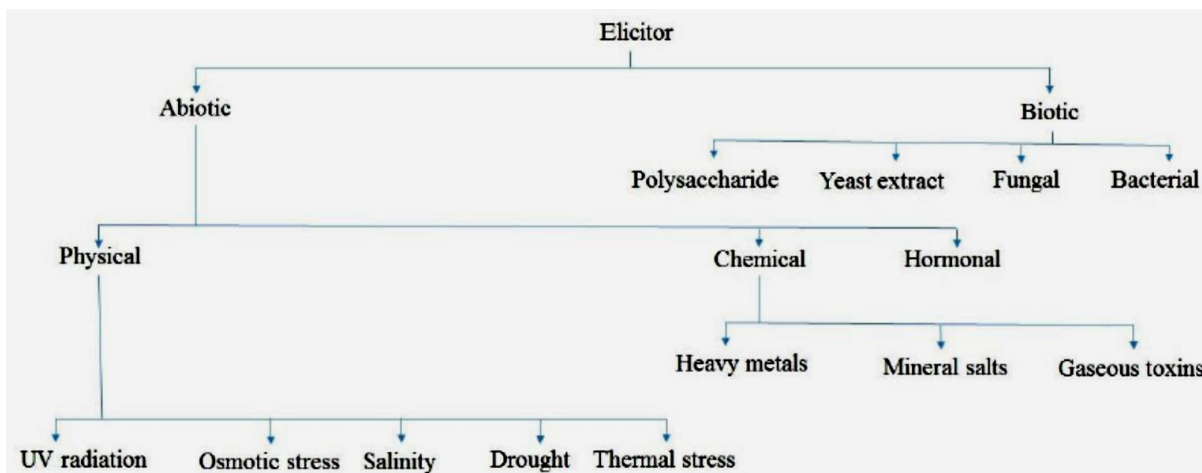 Elicitor
Abiotic
Biotic
Polysaccharide
Yeast extract
Fungal
Bacterial
Physical
Chemical
Hormonal
Heavy metals
Mineral salts
Gaseous toxins
UV radiation
Osmotic stress
Salinity
Drought
Thermal stress